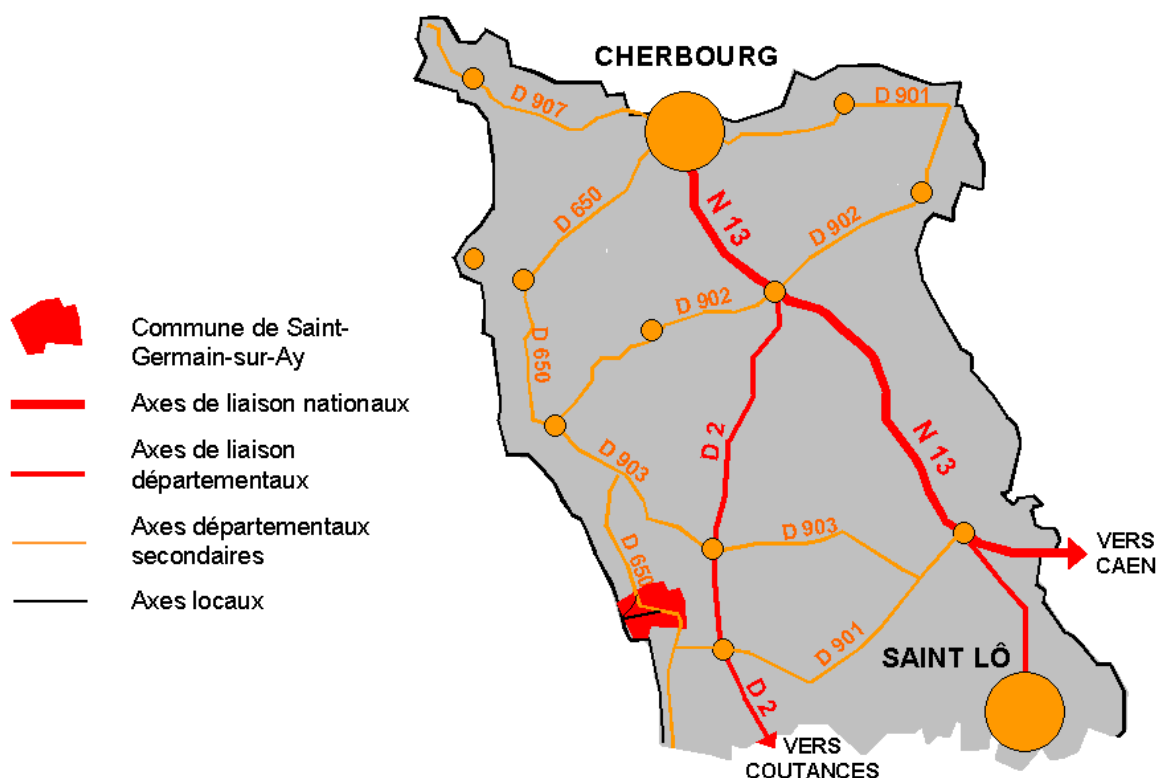 CHERBOURG
D 907
D 901
D 650
N 13
D 902
D 902
D 650
Commune de Saint-
Germain-sur-Ay
Axes de liaison nationaux
Axes de liaison
départementaux
Axes départementaux
secondaires
Axes locaux
D 2
N 13
D 903
D 903
D 650
VERS
CAEN
D 901
SAINT LÔ
D 2
VERS
COUTANCES